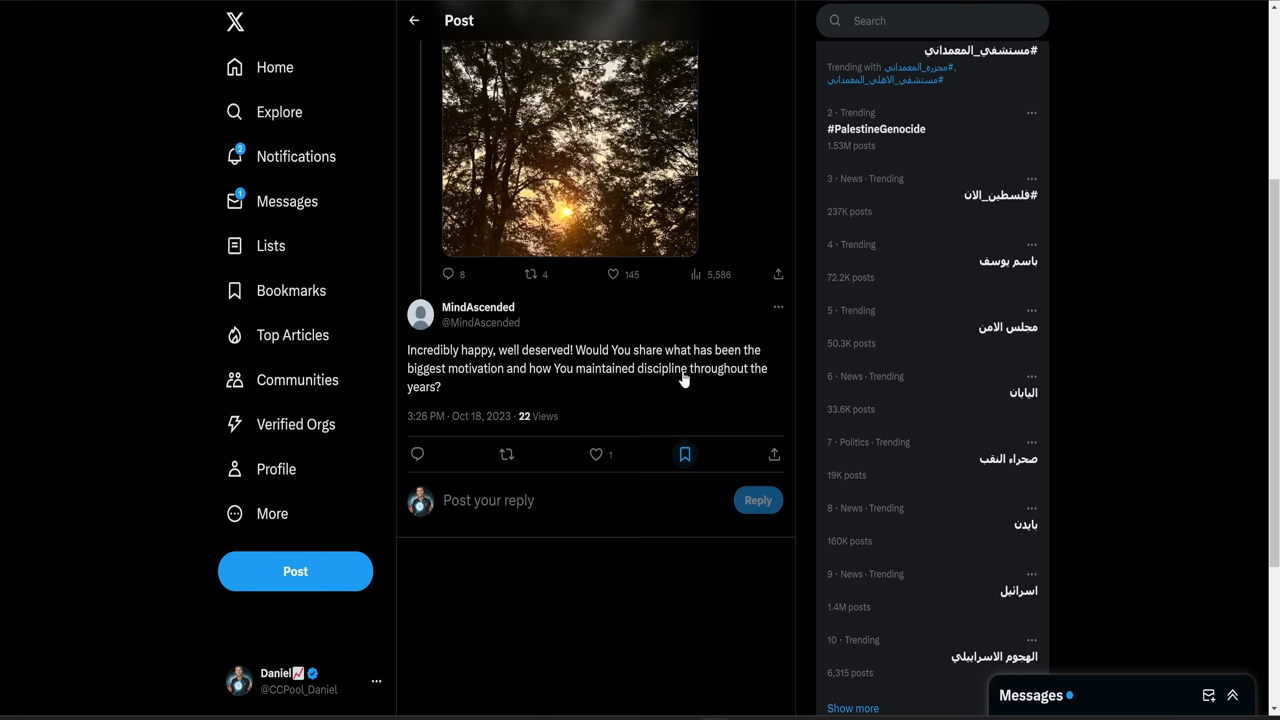 Home
Explore
2
Notifications
1
Messages
Lists
Bookmarks
Top Articles
Communities
Verified Orgs
Profile
More
Post
Daniel📈
@CCPool_Daniel
Post
8
4
145
5,586
MindAscended
@MindAscended
Incredibly happy, well deserved! Would You share what has been the
biggest motivation and how You maintained discipline throughout the
years?
3:26 PM · Oct 18, 2023 · 22 Views
1
Post your reply
Reply
Search
#مستشفي_المعمداني
Trending with #مجزره_المعمداني,
#مستشفي_الاهلي_المعمداني
2 · Trending
#PalestineGenocide
1.53M posts
3 · News · Trending
#فلسطين_الان
237K posts
4 · Trending
باسم يوسف
72.2K posts
5 · Trending
مجلس الامن
50.3K posts
6 · News · Trending
اليابان
33.6K posts
7 · Politics · Trending
صحراء النقب
19K posts
8 · News · Trending
بايدن
160K posts
9 · News · Trending
اسرائيل
1.4M posts
10 · Trending
الهجوم الاسراييلي
6,315 posts
Show more
Messages